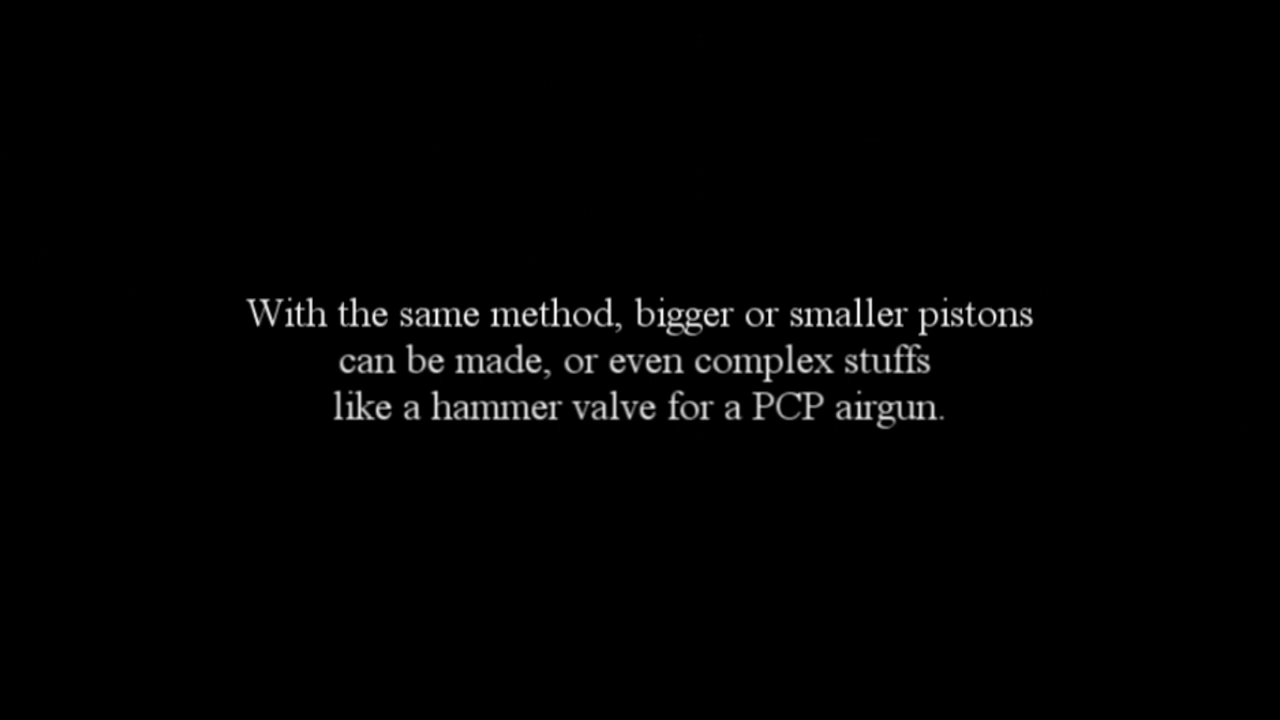 With the same method, bigger or smaller pistons
can be made, or even complex stuffs
like a hammer valve for a PCP airgun.